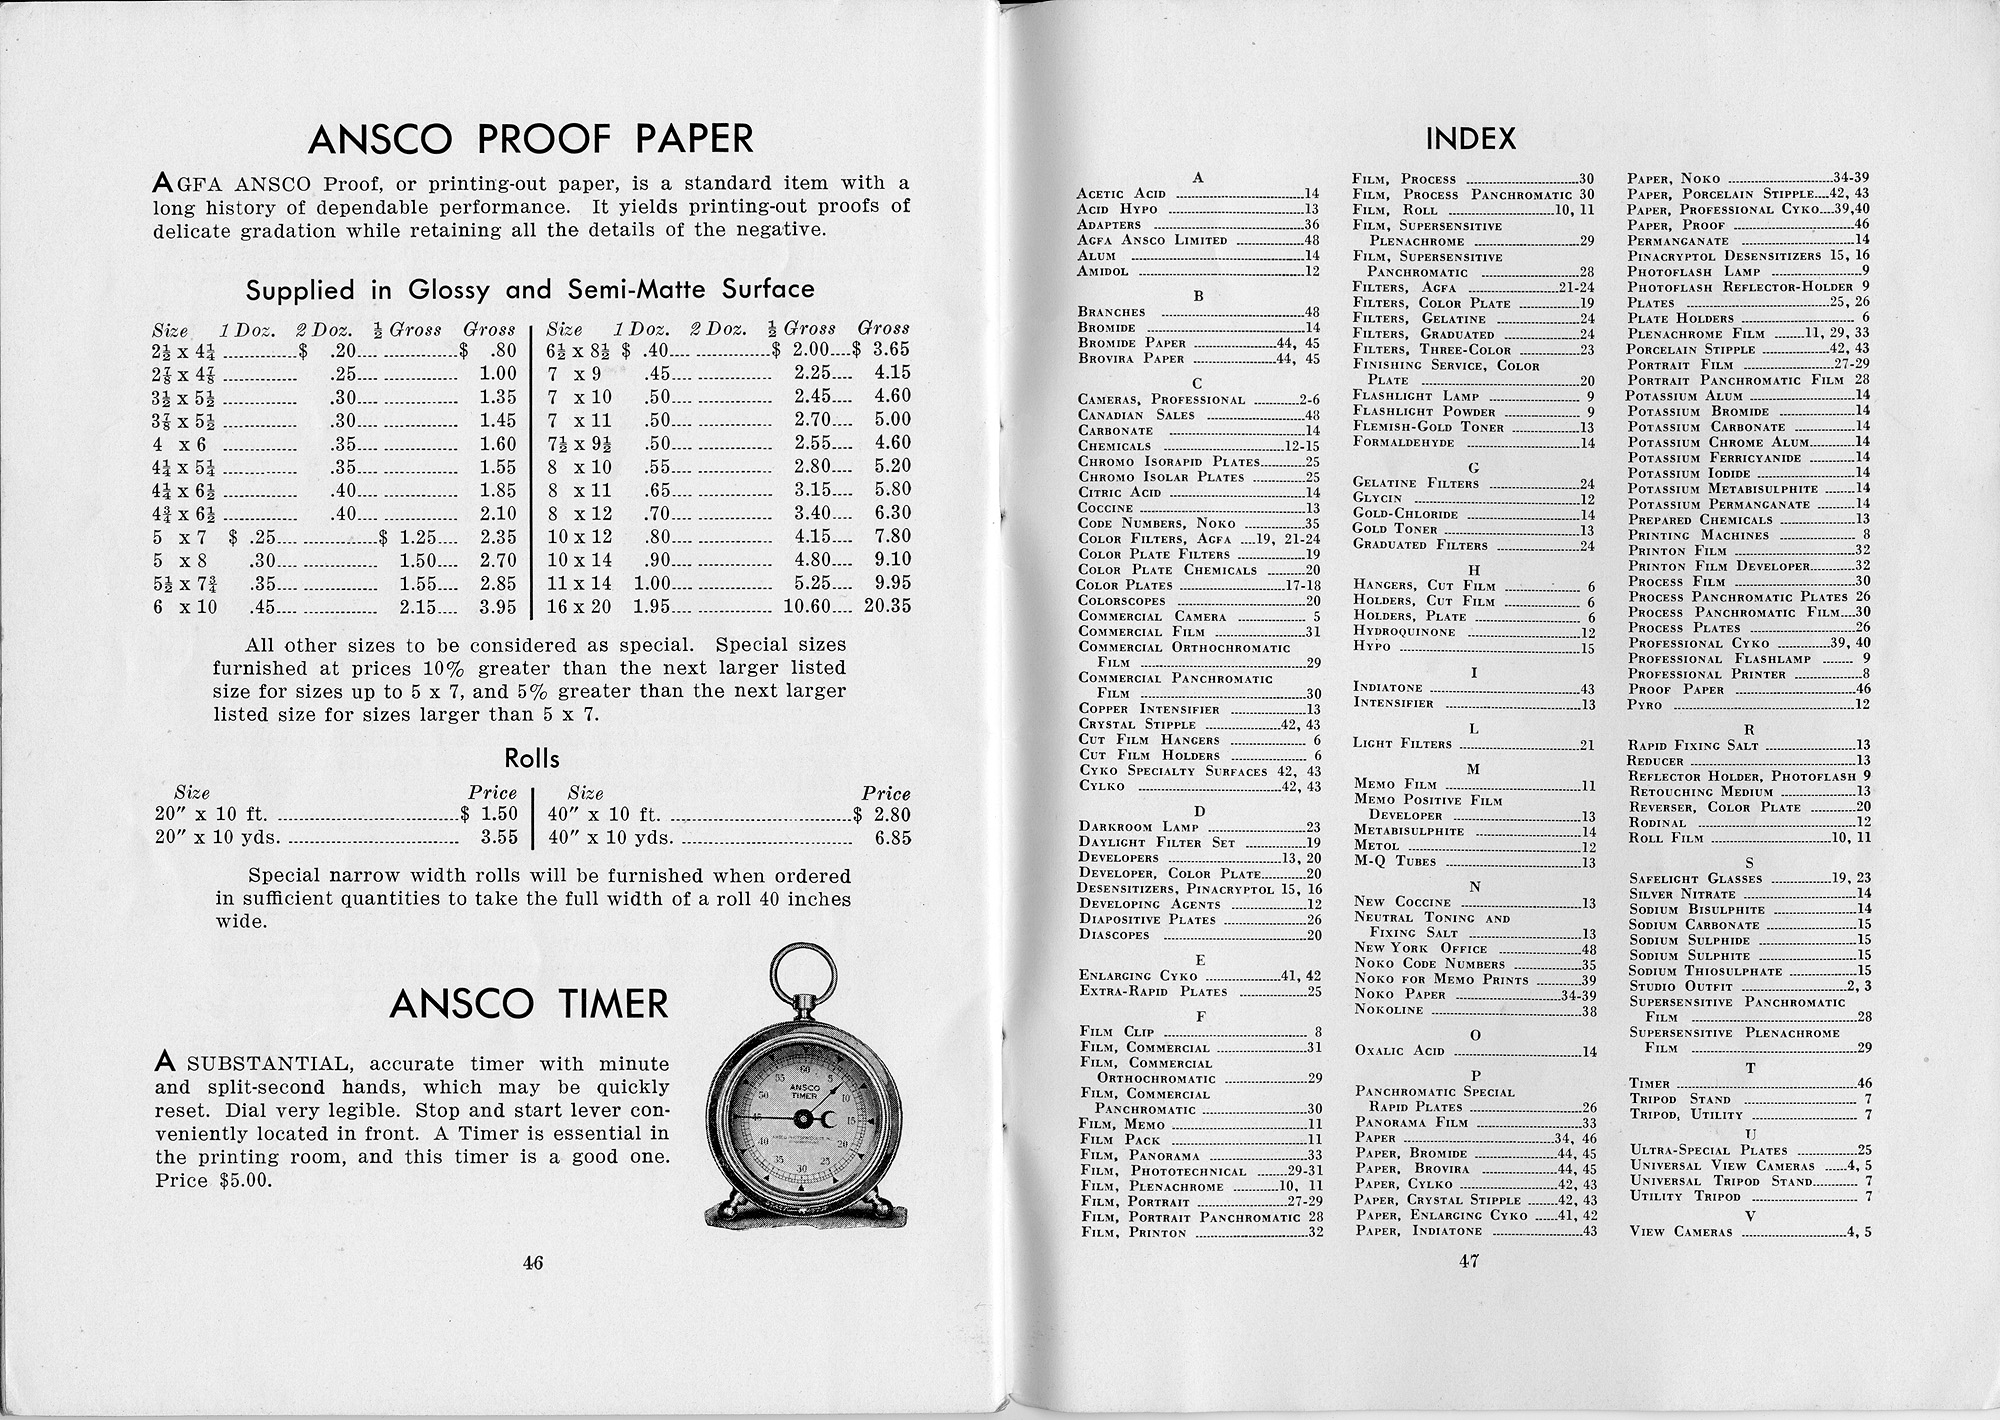 ANSCO PROOF PAPER
AGFA ANSCO Proof, or printing-out paper, is a standard item with a
long history of dependable performance. It yields printing-out proofs of
delicate gradation while retaining all the details of the negative.
Supplied in Glossy and Semi-Matte Surface
Size 1 Doz. 2 Doz. ½ Gross Gross
2½ x 4¼ ............$ .20.... ............$ .80
2⅞ x 4⅞ ............ .25.... ............ 1.00
3½ x 5½ ............ .30.... ............ 1.35
3⅞ x 5½ ............ .30.... ............ 1.45
4 x 6 ............ .35.... ............ 1.60
4¼ x 5¼ ............ .35.... ............ 1.55
4¼ x 6½ ............ .40.... ............ 1.85
4¾ x 6½ ............ .40.... ............ 2.10
5 x 7 $ .25.... ............$ 1.25.... 2.35
5 x 8 .30.... ............ 1.50.... 2.70
5½ x 7¾ .35.... ............ 1.55.... 2.85
6 x 10 .45.... ............ 2.15.... 3.95
Size 1 Doz. 2 Doz. ½ Gross Gross
6½ x 8½ $ .40.... ............$ 2.00....$ 3.65
7 x 9 .45.... ............ 2.25.... 4.15
7 x 10 .50.... ............ 2.45.... 4.60
7 x 11 .50.... ............ 2.70.... 5.00
7½ x 9½ .50.... ............ 2.55.... 4.60
8 x 10 .55.... ............ 2.80.... 5.20
8 x 11 .65.... ............ 3.15.... 5.80
8 x 12 .70.... ............ 3.40.... 6.30
10 x 12 .80.... ............ 4.15.... 7.80
10 x 14 .90.... ............ 4.80.... 9.10
11 x 14 1.00.... ............ 5.25.... 9.95
16 x 20 1.95.... ............ 10.60.... 20.35
All other sizes to be considered as special. Special sizes
furnished at prices 10% greater than the next larger listed
size for sizes up to 5 x 7, and 5% greater than the next larger
listed size for sizes larger than 5 x 7.
Rolls
Size Price
20″ x 10 ft. ............$ 1.50
20″ x 10 yds. ............ 3.55
Size Price
40″ x 10 ft. ............$ 2.80
40″ x 10 yds. ............ 6.85
Special narrow width rolls will be furnished when ordered
in sufficient quantities to take the full width of a roll 40 inches
wide.
ANSCO TIMER
A SUBSTANTIAL, accurate timer with minute
and split-second hands, which may be quickly
reset. Dial very legible. Stop and start lever con-
veniently located in front. A Timer is essential in
the printing room, and this timer is a good one.
Price $5.00.
60
5
10
15
20
25
30
35
40
45
50
55
ANSCO
TIMER
46
INDEX
A
Acetic Acid ............14
Acid Hypo ............13
Adapters ............36
Agfa Ansco Limited ............48
Alum ............14
Amidol ............12
B
Branches ............48
Bromide ............14
Bromide Paper ............44, 45
Brovira Paper ............44, 45
C
Cameras, Professional ............2-6
Canadian Sales ............48
Carbonate ............14
Chemicals ............12-15
Chromo Isorapid Plates............25
Chromo Isolar Plates ............25
Citric Acid ............14
Coccine ............13
Code Numbers, Noko ............35
Color Filters, Agfa ....19, 21-24
Color Plate Filters ............19
Color Plate Chemicals ............20
Color Plates ............17-18
Colorscopes ............20
Commercial Camera ............ 5
Commercial Film ............31
Commercial Orthochromatic
Film ............29
Commercial Panchromatic
Film ............30
Copper Intensifier ............13
Crystal Stipple ............42, 43
Cut Film Hangers ............ 6
Cut Film Holders ............ 6
Cyko Specialty Surfaces 42, 43
Cylko ............42, 43
D
Darkroom Lamp ............23
Daylight Filter Set ............19
Developers ............13, 20
Developer, Color Plate............20
Desensitizers, Pinacryptol 15, 16
Developing Agents ............12
Diapositive Plates ............26
Diascopes ............20
E
Enlarging Cyko ............41, 42
Extra-Rapid Plates ............25
F
Film Clip ............ 8
Film, Commercial ............31
Film, Commercial
Orthochromatic ............29
Film, Commercial
Panchromatic ............30
Film, Memo ............11
Film Pack ............11
Film, Panorama ............33
Film, Phototechnical ........29-31
Film, Plenachrome ............10, 11
Film, Portrait ............27-29
Film, Portrait Panchromatic 28
Film, Printon ............32
Film, Process ............30
Film, Process Panchromatic 30
Film, Roll ............10, 11
Film, Supersensitive
Plenachrome ............29
Film, Supersensitive
Panchromatic ............28
Filters, Agfa ............21-24
Filters, Color Plate ............19
Filters, Gelatine ............24
Filters, Graduated ............24
Filters, Three-Color ............23
Finishing Service, Color
Plate ............20
Flashlight Lamp ............ 9
Flashlight Powder ............ 9
Flemish-Gold Toner ............13
Formaldehyde ............14
G
Gelatine Filters ............24
Glycin ............12
Gold-Chloride ............14
Gold Toner ............13
Graduated Filters ............24
H
Hangers, Cut Film ............ 6
Holders, Cut Film ............ 6
Holders, Plate ............ 6
Hydroquinone ............12
Hypo ............15
I
Indiatone ............43
Intensifier ............13
L
Light Filters ............21
M
Memo Film ............11
Memo Positive Film
Developer ............13
Metabisulphite ............14
Metol ............12
M-Q Tubes ............13
N
New Coccine ............13
Neutral Toning and
Fixing Salt ............13
New York Office ............48
Noko Code Numbers ............35
Noko for Memo Prints ............39
Noko Paper ............34-39
Nokoline ............38
O
Oxalic Acid ............14
P
Panchromatic Special
Rapid Plates ............26
Panorama Film ............33
Paper ............34, 46
Paper, Bromide ............44, 45
Paper, Brovira ............44, 45
Paper, Cylko ............42, 43
Paper, Crystal Stipple ......42, 43
Paper, Enlarging Cyko ......41, 42
Paper, Indiatone ............43
Paper, Noko ............34-39
Paper, Porcelain Stipple....42, 43
Paper, Professional Cyko....39,40
Paper, Proof ............46
Permanganate ............14
Pinacryptol Desensitizers 15, 16
Photoflash Lamp ............9
Photoflash Reflector-Holder 9
Plates ............25, 26
Plate Holders ............ 6
Plenachrome Film ......11, 29, 33
Porcelain Stipple ............42, 43
Portrait Film ............27-29
Portrait Panchromatic Film 28
Potassium Alum ............14
Potassium Bromide ............14
Potassium Carbonate ............14
Potassium Chrome Alum............14
Potassium Ferricyanide ............14
Potassium Iodide ............14
Potassium Metabisulphite ........14
Potassium Permanganate ........14
Prepared Chemicals ............13
Printing Machines ............ 8
Printon Film ............32
Printon Film Developer............32
Process Film ............30
Process Panchromatic Plates 26
Process Panchromatic Film....30
Process Plates ............26
Professional Cyko ............39, 40
Professional Flashlamp ........ 9
Professional Printer ............8
Proof Paper ............46
Pyro ............12
R
Rapid Fixing Salt ............13
Reducer ............13
Reflector Holder, Photoflash 9
Retouching Medium ............13
Reverser, Color Plate ............20
Rodinal ............12
Roll Film ............10, 11
S
Safelight Glasses ............19, 23
Silver Nitrate ............14
Sodium Bisulphite ............14
Sodium Carbonate ............15
Sodium Sulphide ............15
Sodium Sulphite ............15
Sodium Thiosulphate ............15
Studio Outfit ............2, 3
Supersensitive Panchromatic
Film ............28
Supersensitive Plenachrome
Film ............29
T
Timer ............46
Tripod Stand ............ 7
Tripod, Utility ............ 7
U
Ultra-Special Plates ............25
Universal View Cameras ......4, 5
Universal Tripod Stand............ 7
Utility Tripod ............ 7
V
View Cameras ............4, 5
47